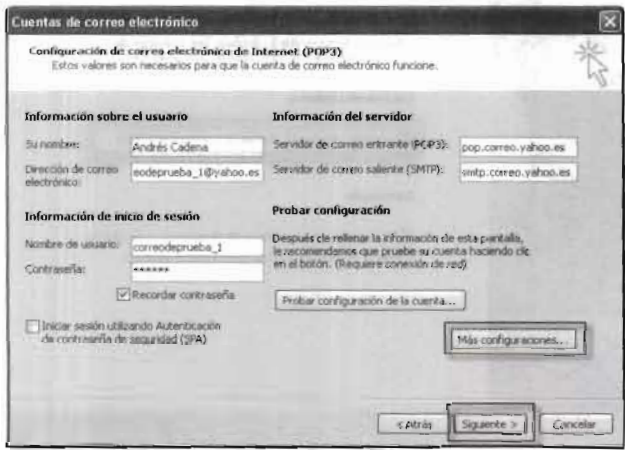 Cuentas de correo electrónico
Configuración de correo electrónico de Internet (POP3)
Estos valores son necesarios para que la cuenta de correo electrónico funcione.
Información sobre el usuario
Su nombre: Andrés Cadena
Dirección de correo electrónico: eodeprueba_1@yahoo.es
Información del servidor
Servidor de correo entrante (POP3): pop.correo.yahoo.es
Servidor de correo saliente (SMTP): smtp.correo.yahoo.es
Información de inicio de sesión
Nombre de usuario: correodeprueba_1
Contraseña: ******
Recordar contraseña
Iniciar sesión utilizando Autenticación
de contraseña de seguridad (SPA)
Probar configuración
Después de rellenar la información de esta pantalla,
le recomendamos que pruebe su cuenta haciendo clic
en el botón. (Requiere conexión de red)
Probar configuración de la cuenta...
Más configuraciones...
< Atrás
Siguiente >
Cancelar